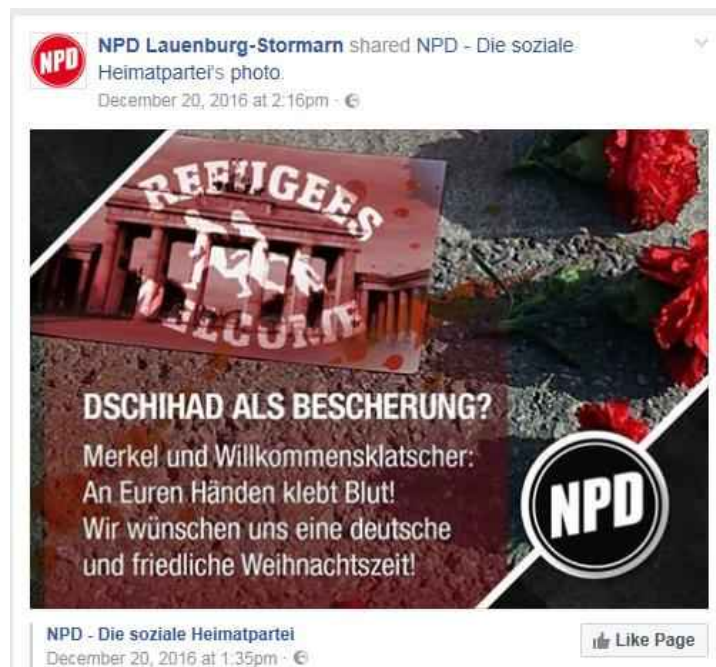 NPD
NPD Lauenburg-Stormarn shared NPD - Die soziale
Heimatpartei's photo.
December 20, 2016 at 2:16pm ·
REFUGEES
WELCOME
DSCHIHAD ALS BESCHERUNG?
Merkel und Willkommensklatscher:
An Euren Händen klebt Blut!
Wir wünschen uns eine deutsche
und friedliche Weihnachtszeit!
NPD
NPD - Die soziale Heimatpartei
Like Page
December 20, 2016 at 1:35pm ·